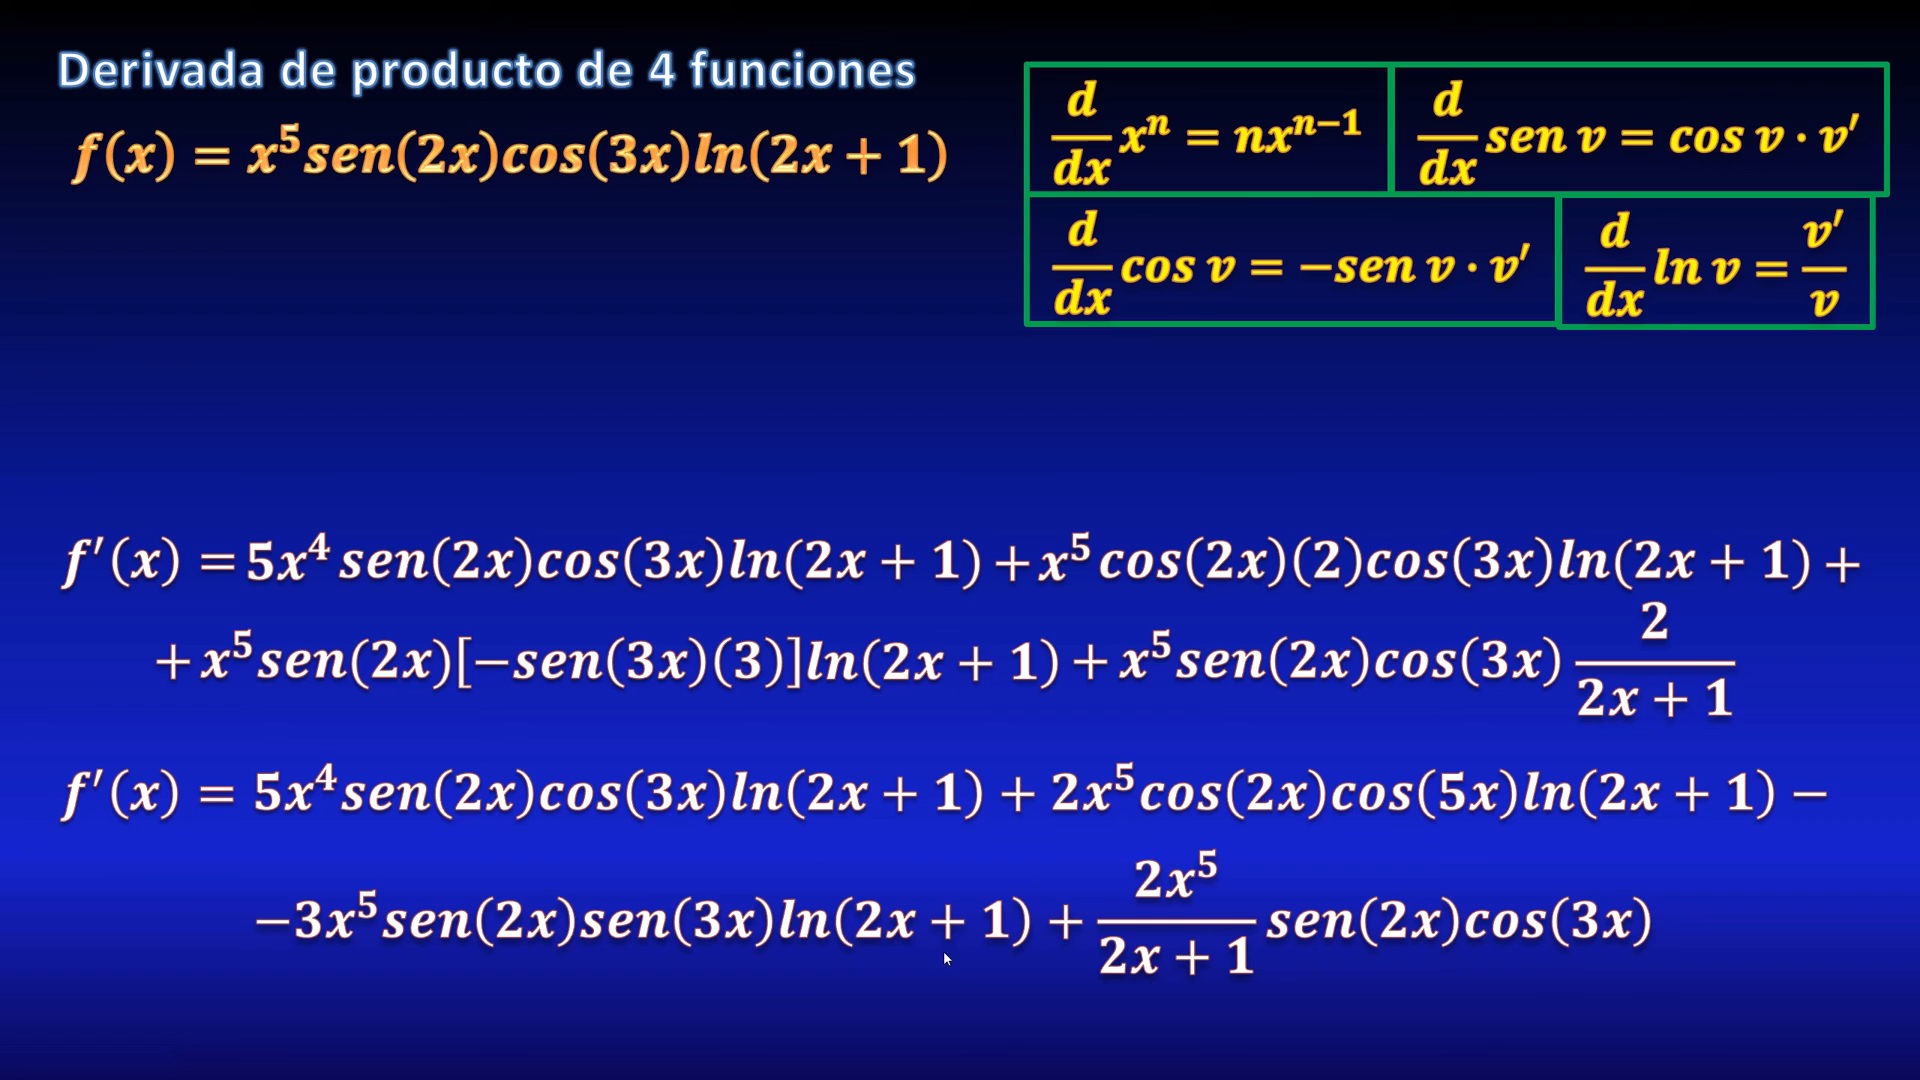 Derivada de producto de 4 funciones
f(x) = x⁵sen(2x)cos(3x)ln(2x + 1)
d/dx xⁿ = nxⁿ⁻¹
d/dx sen v = cos v · v′
d/dx cos v = −sen v · v′
d/dx ln v = v′/v
f′(x) = 5x⁴ sen(2x)cos(3x)ln(2x + 1) + x⁵ cos(2x)(2)cos(3x)ln(2x + 1) +
+ x⁵sen(2x)[−sen(3x)(3)]ln(2x + 1) + x⁵sen(2x)cos(3x) 2/(2x + 1)
f′(x) = 5x⁴sen(2x)cos(3x)ln(2x + 1) + 2x⁵cos(2x)cos(5x)ln(2x + 1) −
−3x⁵sen(2x)sen(3x)ln(2x + 1) + 2x⁵/(2x + 1) sen(2x)cos(3x)